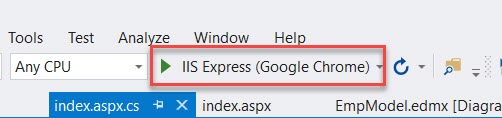 Tools Test Analyze Window Help
Any CPU IIS Express (Google Chrome)
index.aspx.cs index.aspx EmpModel.edmx [Diagra